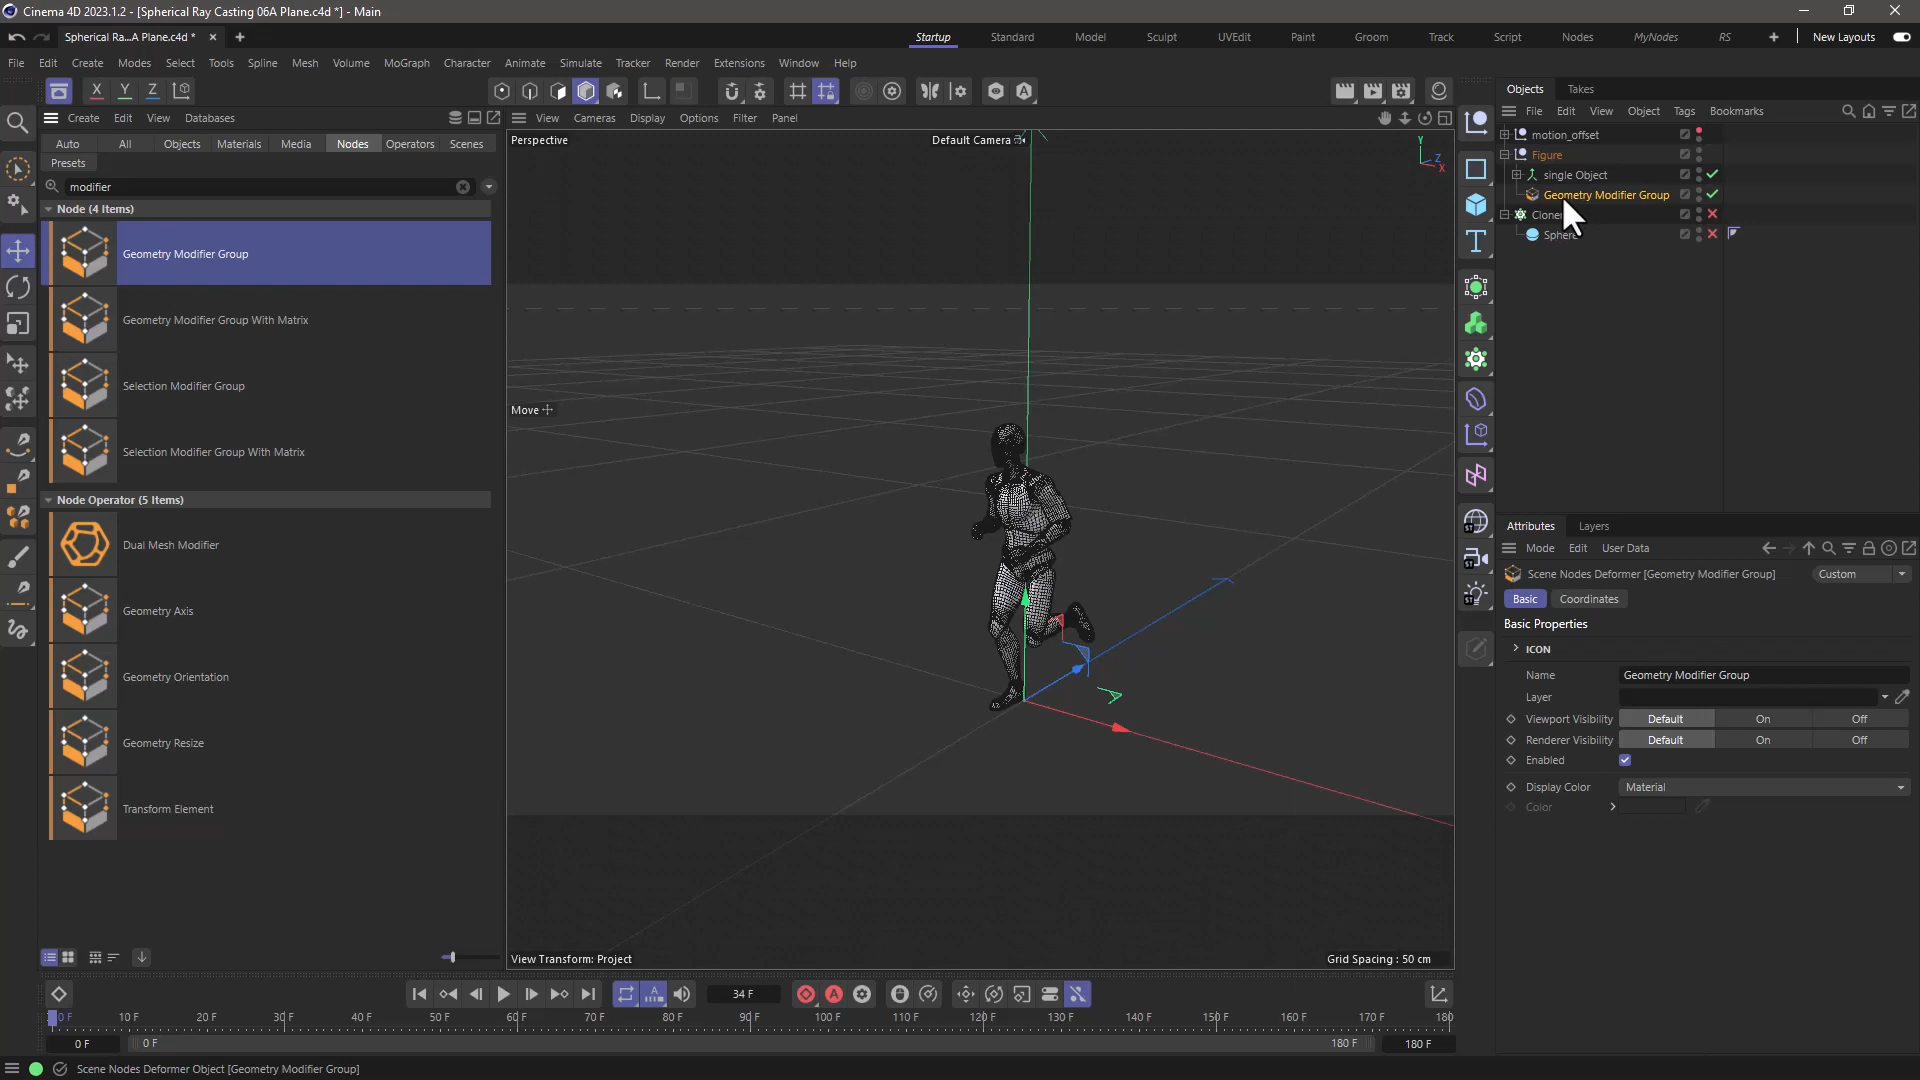 Cinema 4D 2023.1.2 - [Spherical Ray Casting 06A Plane.c4d *] - Main
Spherical Ra...A Plane.c4d *
Startup
Standard
Model
Sculpt
UVEdit
Paint
Groom
Track
Script
Nodes
MyNodes
RS
New Layouts
File
Edit
Create
Modes
Select
Tools
Spline
Mesh
Volume
MoGraph
Character
Animate
Simulate
Tracker
Render
Extensions
Window
Help
X
Y
Z
Create
Edit
View
Databases
Auto
All
Objects
Materials
Media
Nodes
Operators
Scenes
Presets
modifier
Node (4 Items)
Geometry Modifier Group
Geometry Modifier Group With Matrix
Selection Modifier Group
Selection Modifier Group With Matrix
Node Operator (5 Items)
Dual Mesh Modifier
Geometry Axis
Geometry Orientation
Geometry Resize
Transform Element
View
Cameras
Display
Options
Filter
Panel
Perspective
Default Camera
Y
Z
X
Move
View Transform: Project
Grid Spacing : 50 cm
Objects
Takes
File
Edit
View
Object
Tags
Bookmarks
motion_offset
Figure
single Object
Geometry Modifier Group
Cloner
Sphere
Attributes
Layers
Mode
Edit
User Data
Scene Nodes Deformer [Geometry Modifier Group]
Custom
Basic
Coordinates
Basic Properties
ICON
Name
Geometry Modifier Group
Layer
Viewport Visibility
Default
On
Off
Renderer Visibility
Default
On
Off
Enabled
Display Color
Material
Color
34 F
0 F
10 F
20 F
30 F
40 F
50 F
60 F
70 F
80 F
90 F
100 F
110 F
120 F
130 F
140 F
150 F
160 F
170 F
180
0 F
0 F
180 F
180 F
Scene Nodes Deformer Object [Geometry Modifier Group]